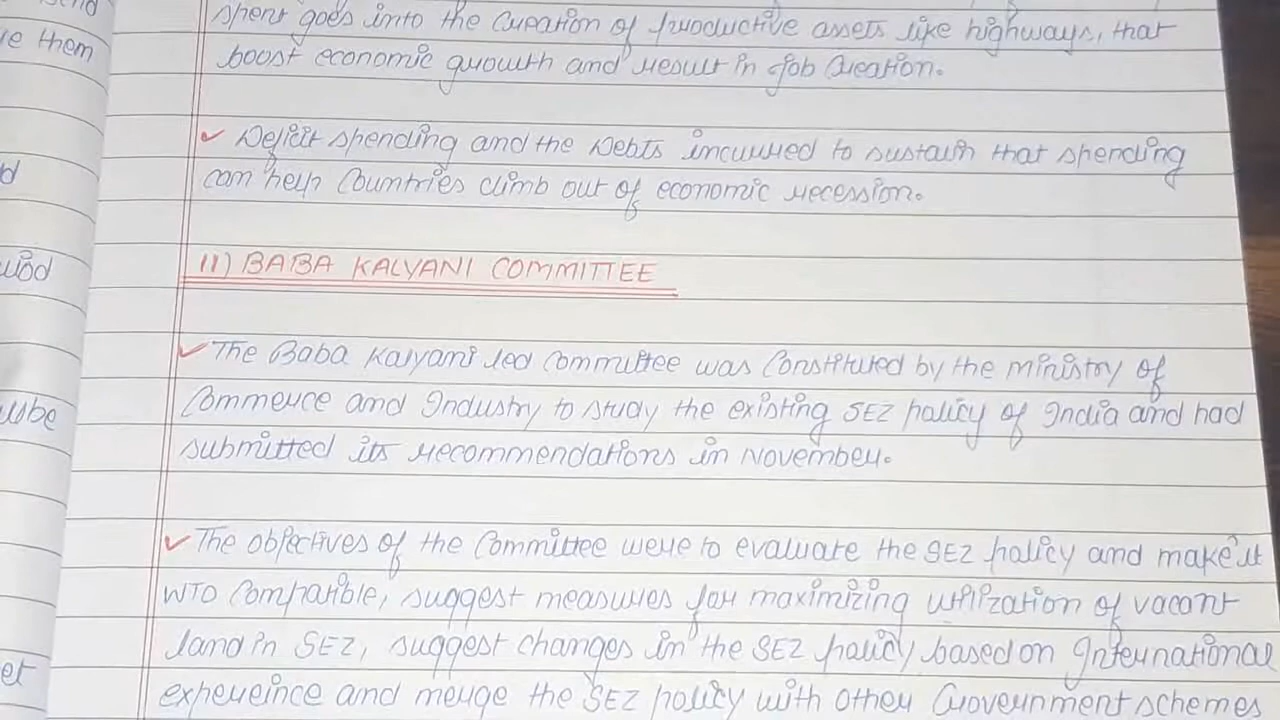 spent goes into the creation of productive assets like highways, that
boost economic growth and result in job creation.
✓ Deficit spending and the Debts incurred to sustain that spending
can help countries climb out of economic recession.
11) BABA KALYANI COMMITTEE
✓ The Baba Kalyani led Committee was Constituted by the ministry of
Commerce and Industry to study the existing SEZ policy of India and had
submitted its recommendations in November.
✓ The objectives of the Committee were to evaluate the SEZ policy and make it
WTO Compatible, suggest measures for maximizing utilization of vacant
land in SEZ, suggest changes in the SEZ policy based on International
expereince and merge the SEZ policy with other Government schemes
them